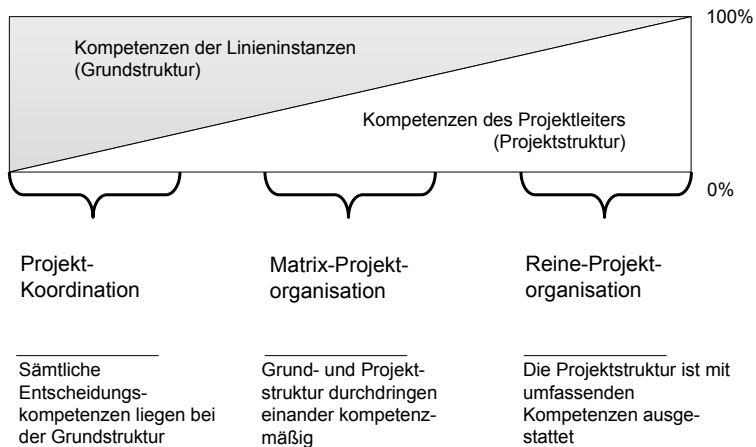 100%
Kompetenzen der Linieninstanzen
(Grundstruktur)
Kompetenzen des Projektleiters
(Projektstruktur)
0%
Projekt-
Koordination
Matrix-Projekt-
organisation
Reine-Projekt-
organisation
Sämtliche
Entscheidungs-
kompetenzen liegen bei
der Grundstruktur
Grund- und Projekt-
struktur durchdringen
einander kompetenz-
mäßig
Die Projektstruktur ist mit
umfassenden
Kompetenzen ausge-
stattet